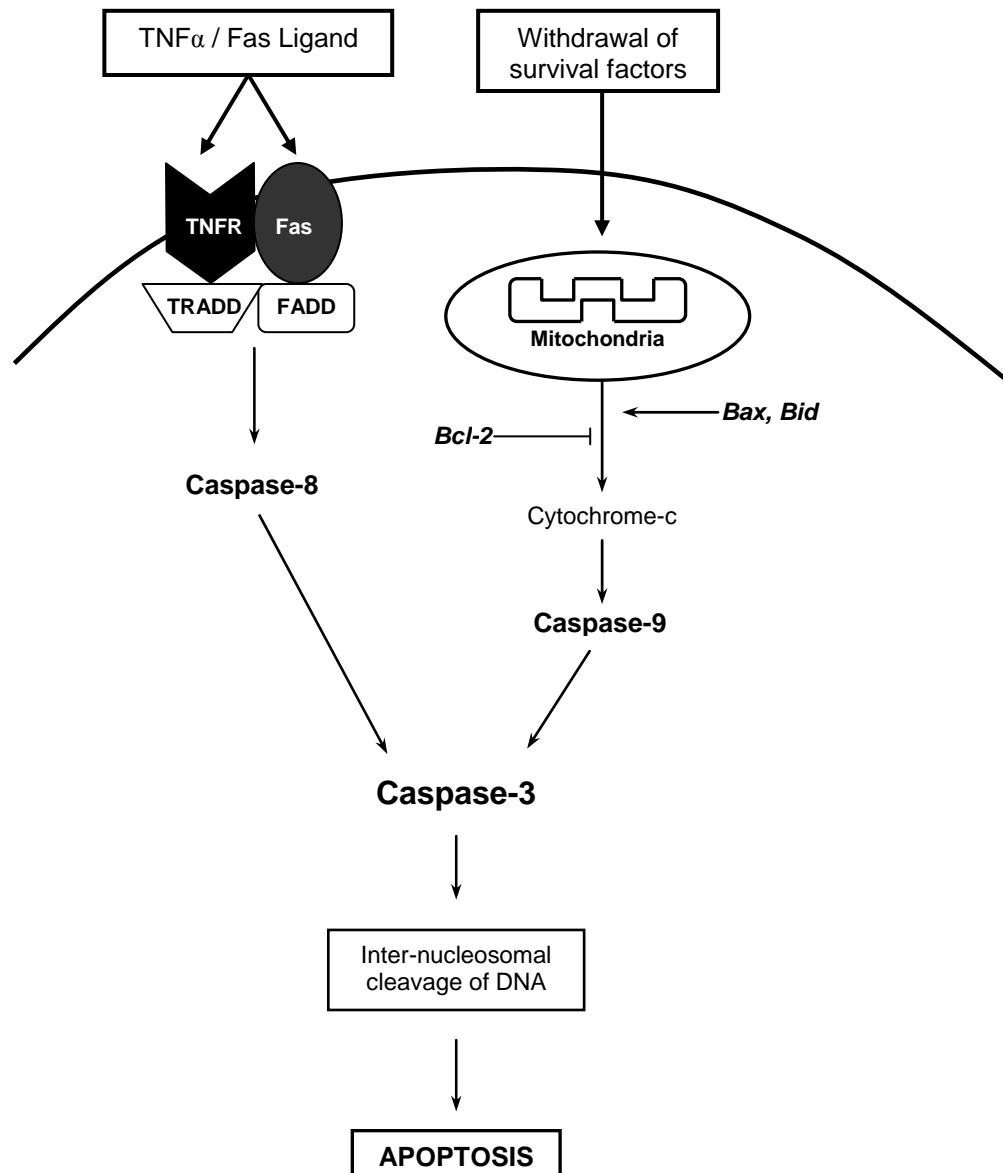 TNFα / Fas Ligand
Withdrawal of
survival factors
TNFR
Fas
TRADD
FADD
Mitochondria
Bax, Bid
Bcl-2
Caspase-8
Cytochrome-c
Caspase-9
Caspase-3
Inter-nucleosomal
cleavage of DNA
APOPTOSIS